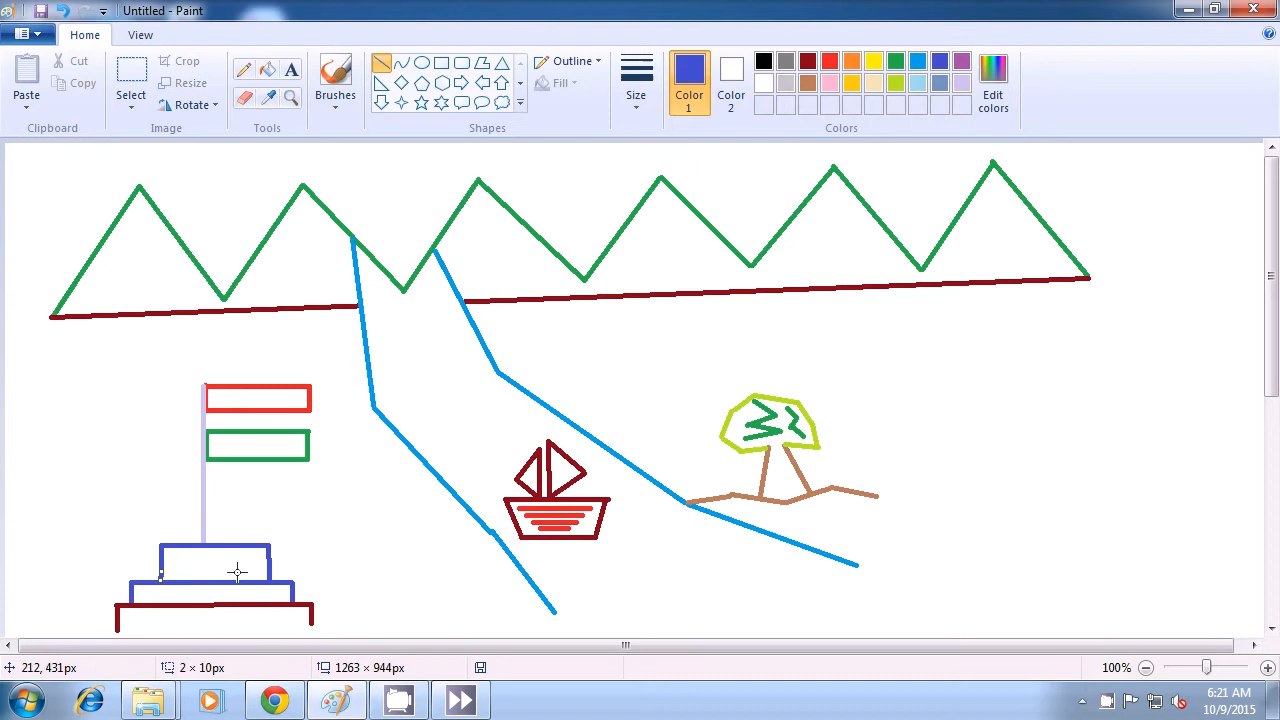 Untitled - Paint
Home View
Paste
Cut
Copy
Clipboard
Select
Crop
Resize
Rotate
Image
A
Tools
Brushes
Outline
Fill
Shapes
Size
Color 1
Color 2
Edit colors
Colors
212, 431px
2 × 10px
1263 × 944px
100%
6:21 AM
10/9/2015